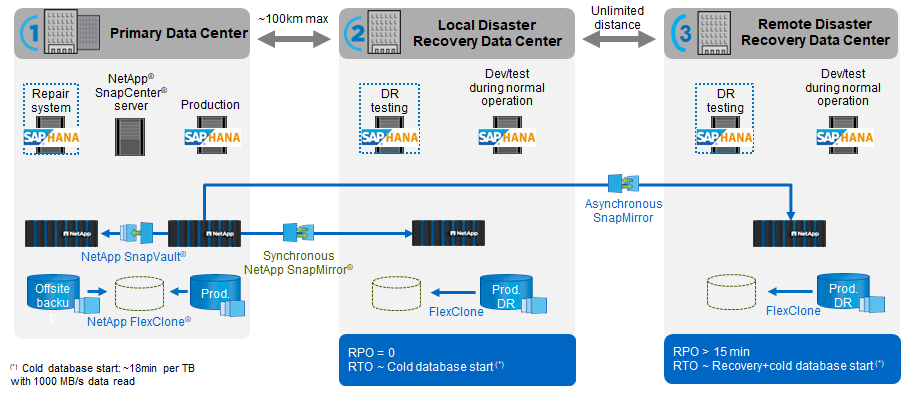 1
Primary Data Center
~100km max
2
Local Disaster
Recovery Data Center
Unlimited
distance
3
Remote Disaster
Recovery Data Center
Repair
system
SAP HANA
NetApp®
SnapCenter®
server
Production
SAP HANA
DR
testing
SAP HANA
Dev/test
during normal
operation
SAP HANA
DR
testing
SAP HANA
Dev/test
during normal
operation
SAP HANA
Asynchronous
SnapMirror
NetApp
NetApp SnapVault®
NetApp
Synchronous
NetApp SnapMirror®
NetApp
NetApp
Offsite
backu
Prod.
NetApp FlexClone®
Prod.
DR
FlexClone
Prod.
DR
FlexClone
RPO = 0
RTO ~ Cold database start (*)
RPO > 15 min
RTO ~ Recovery+cold database start (*)
(*) Cold database start: ~18min per TB
with 1000 MB/s data read